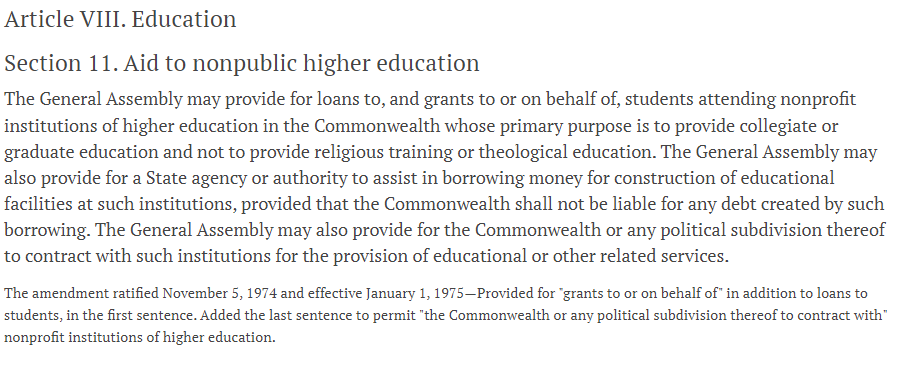 Article VIII. Education
Section 11. Aid to nonpublic higher education
The General Assembly may provide for loans to, and grants to or on behalf of, students attending nonprofit
institutions of higher education in the Commonwealth whose primary purpose is to provide collegiate or
graduate education and not to provide religious training or theological education. The General Assembly may
also provide for a State agency or authority to assist in borrowing money for construction of educational
facilities at such institutions, provided that the Commonwealth shall not be liable for any debt created by such
borrowing. The General Assembly may also provide for the Commonwealth or any political subdivision thereof
to contract with such institutions for the provision of educational or other related services.
The amendment ratified November 5, 1974 and effective January 1, 1975—Provided for "grants to or on behalf of" in addition to loans to
students, in the first sentence. Added the last sentence to permit "the Commonwealth or any political subdivision thereof to contract with"
nonprofit institutions of higher education.